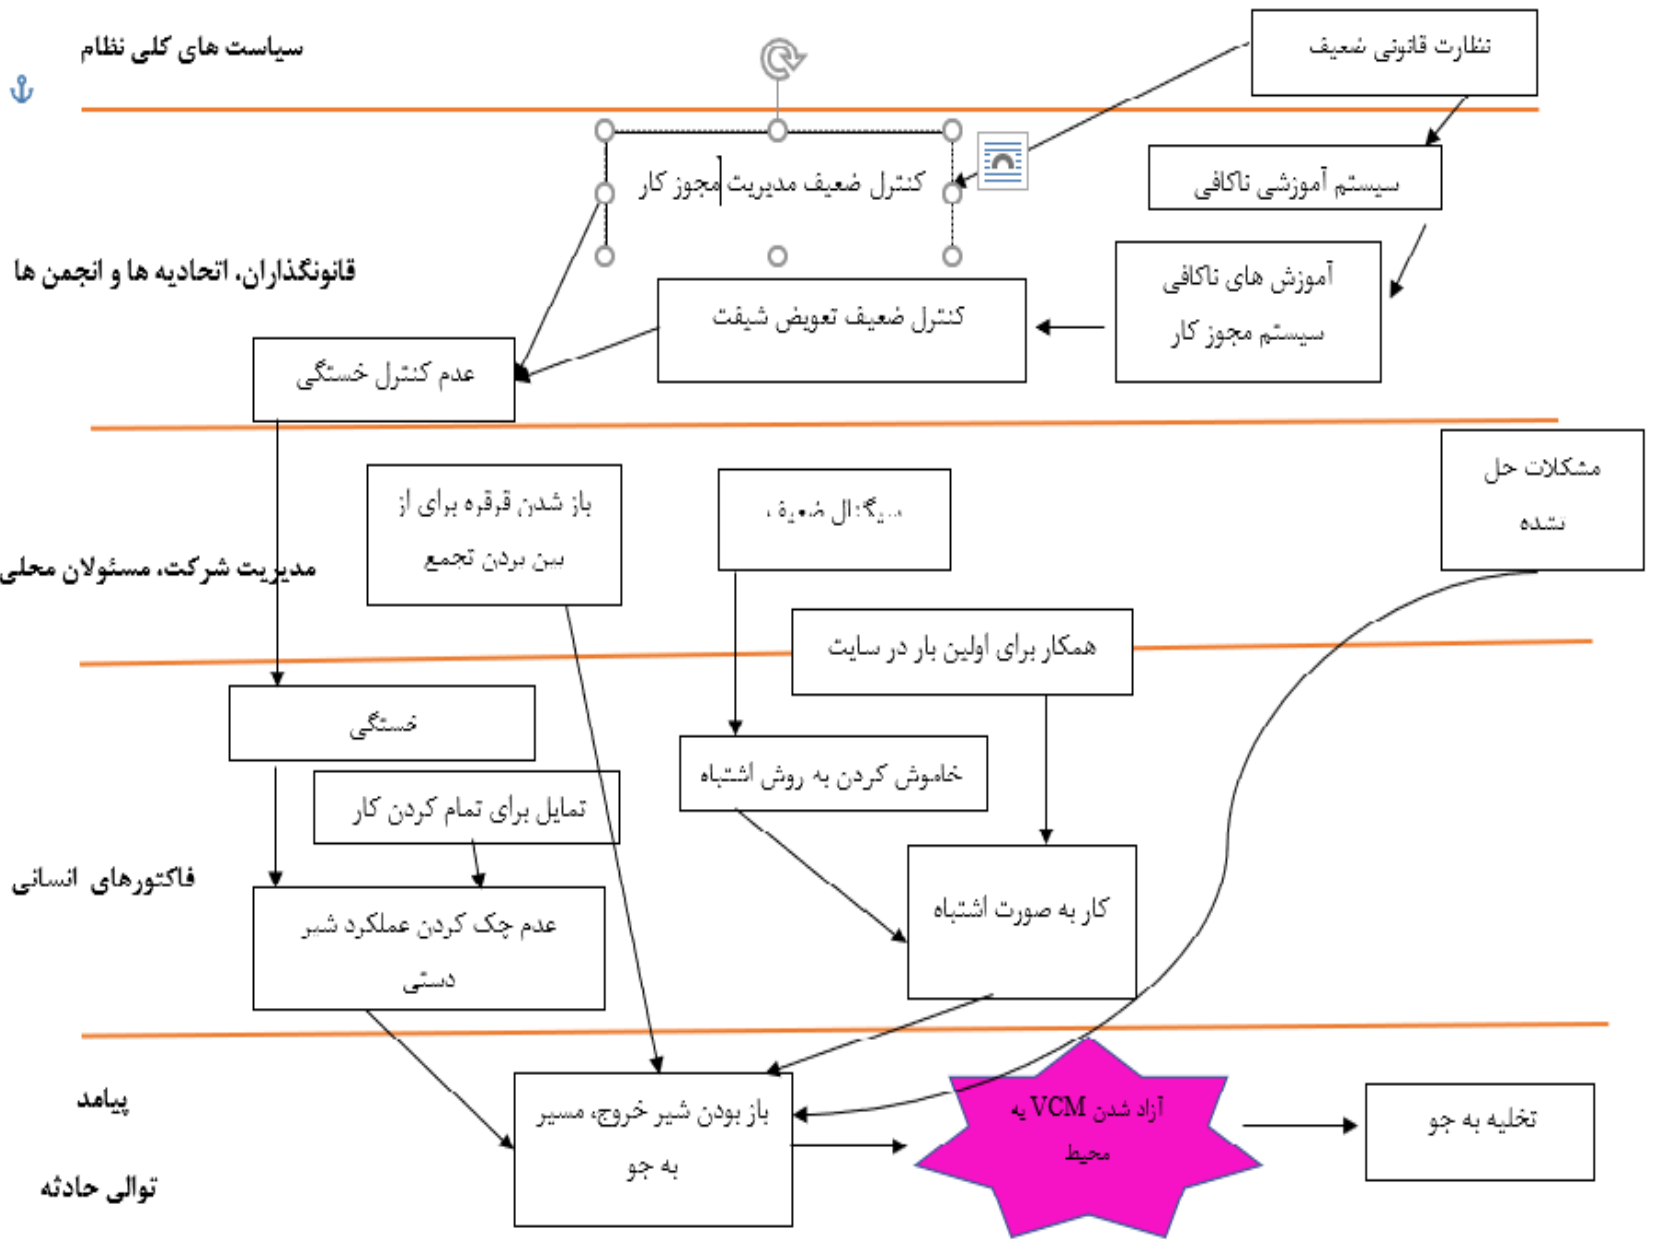 سیاست های کلی نظام
نظارت قانونی ضعیف
کنترل ضعیف مدیریت مجوز کار
سیستم آموزشی ناکافی
قانونگذاران، اتحادیه ها و انجمن ها
آموزش های ناکافی
سیستم مجوز کار
کنترل ضعیف تعویض شیفت
عدم کنترل خستگی
مشکلات حل
نشده
باز شدن قرقره برای از
بین بردن تجمع
سیگنال ضعیف
مدیریت شرکت، مسئولان محلی
همکار برای اولین بار در سایت
خستگی
خاموش کردن به روش اشتباه
تمایل برای تمام کردن کار
فاکتورهای انسانی
کار به صورت اشتباه
عدم چک کردن عملکرد شیر
دستی
پیامد
توالی حادثه
باز بودن شیر خروج، مسیر
به جو
آزاد شدن VCM به
محیط
تخلیه به جو